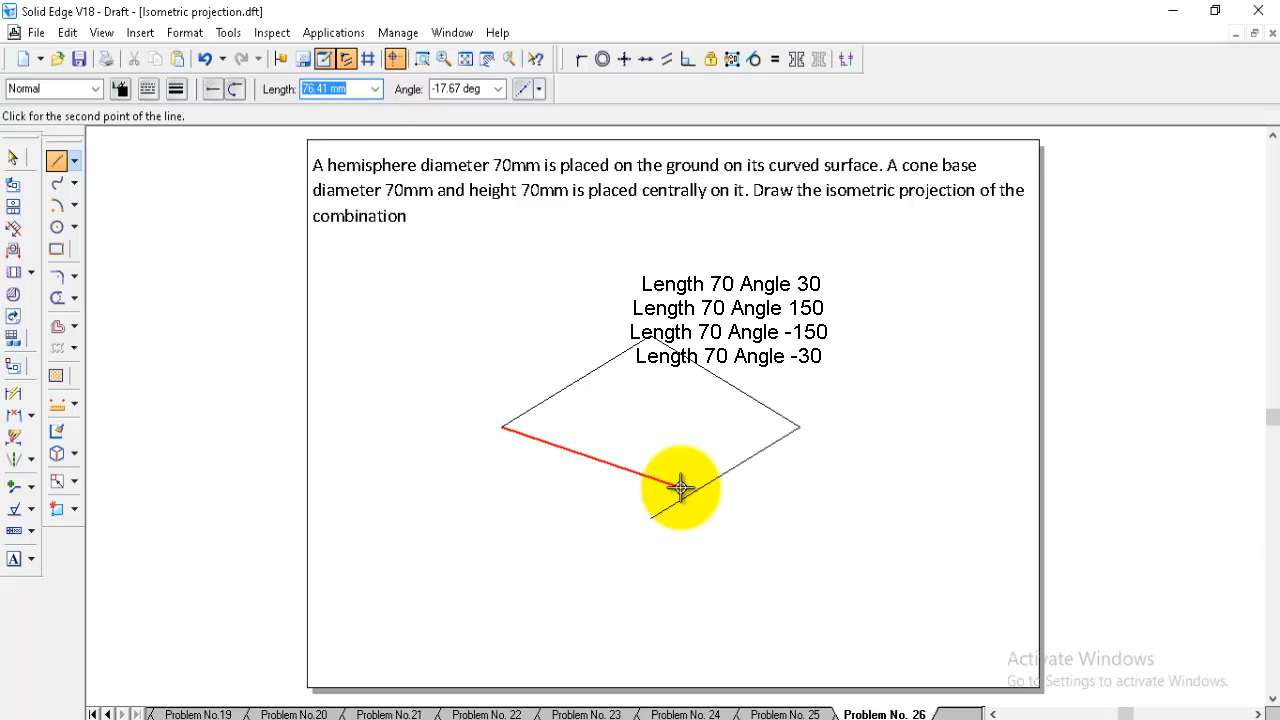 Solid Edge V18 - Draft - [Isometric projection.dft]
File Edit View Insert Format Tools Inspect Applications Manage Window Help
Normal Length: 76.41 mm Angle: -17.67 deg
Click for the second point of the line.
A hemisphere diameter 70mm is placed on the ground on its curved surface. A cone base
diameter 70mm and height 70mm is placed centrally on it. Draw the isometric projection of the
combination
Length 70 Angle 30
Length 70 Angle 150
Length 70 Angle -150
Length 70 Angle -30
Activate Windows
Go to Settings to activate Windows.
Problem No.19 Problem No.20 Problem No.21 Problem No. 22 Problem No. 23 Problem No. 24 Problem No. 25 Problem No. 26